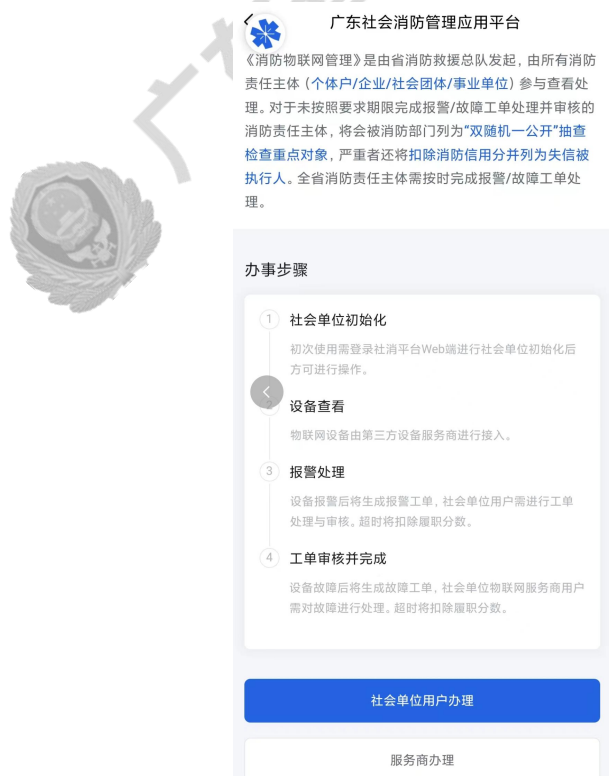 广东社会消防管理应用平台
《消防物联网管理》是由省消防救援总队发起，由所有消防
责任主体（个体户/企业/社会团体/事业单位）参与查看处
理。对于未按照要求期限完成报警/故障工单处理并审核的
消防责任主体，将会被消防部门列为“双随机一公开”抽查
检查重点对象，严重者还将扣除消防信用分并列为失信被
执行人。全省消防责任主体需按时完成报警/故障工单处
理。
办事步骤
1 社会单位初始化
初次使用需登录社消平台Web端进行社会单位初始化后
方可进行操作。
2 设备查看
物联网设备由第三方设备服务商进行接入。
3 报警处理
设备报警后将生成报警工单，社会单位用户需进行工单
处理与审核。超时将扣除履职分数。
4 工单审核并完成
设备故障后将生成故障工单，社会单位物联网服务商用户
需对故障进行处理。超时将扣除履职分数。
社会单位用户办理
服务商办理